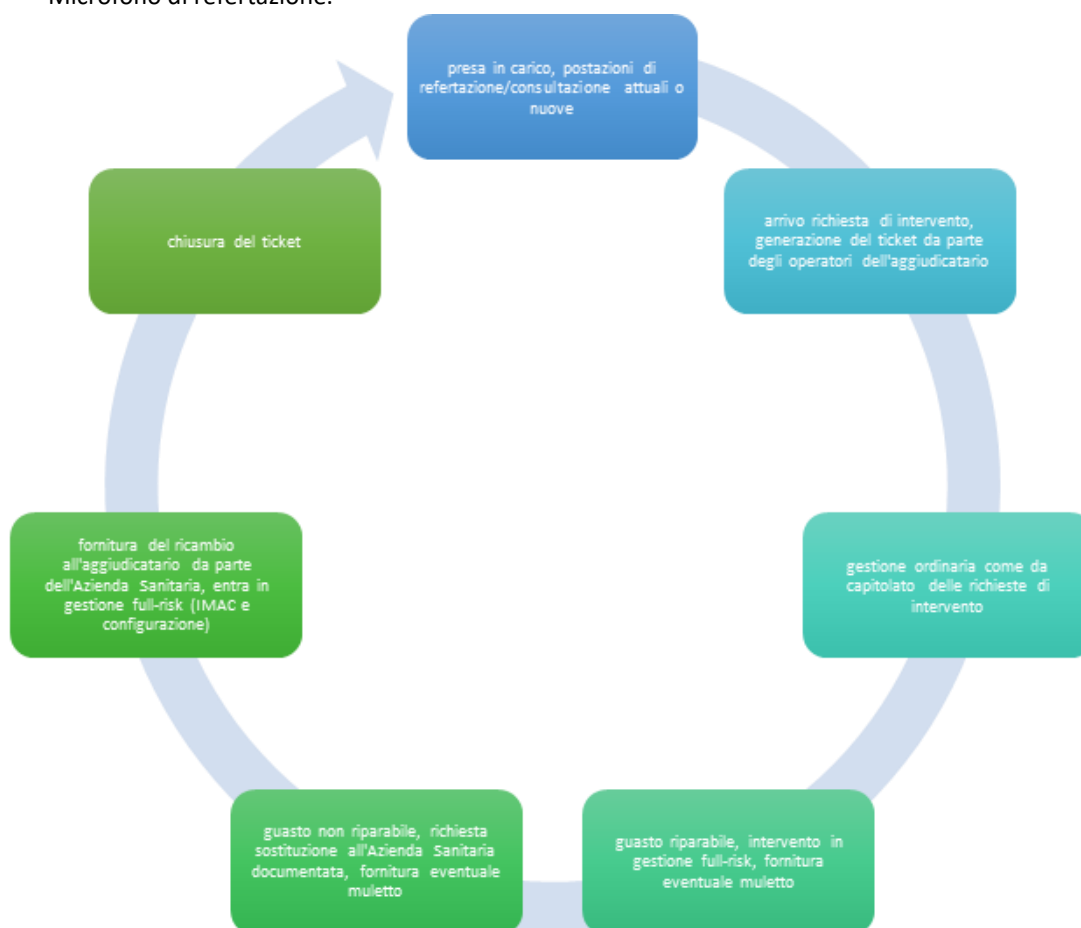 Microfono di refertazione.
presa in carico, postazioni di
refertazione/consultazione attuali o
nuove
arrivo richiesta di intervento,
generazione del ticket da parte
degli operatori dell'aggiudicatario
gestione ordinaria come da
capitolato delle richieste di
intervento
guasto riparabile, intervento in
gestione full-risk, fornitura
eventuale muletto
guasto non riparabile, richiesta
sostituzione all'Azienda Sanitaria
documentata, fornitura eventuale
muletto
fornitura del ricambio
all'aggiudicatario da parte
dell'Azienda Sanitaria, entra in
gestione full-risk (IMAC e
configurazione)
chiusura del ticket